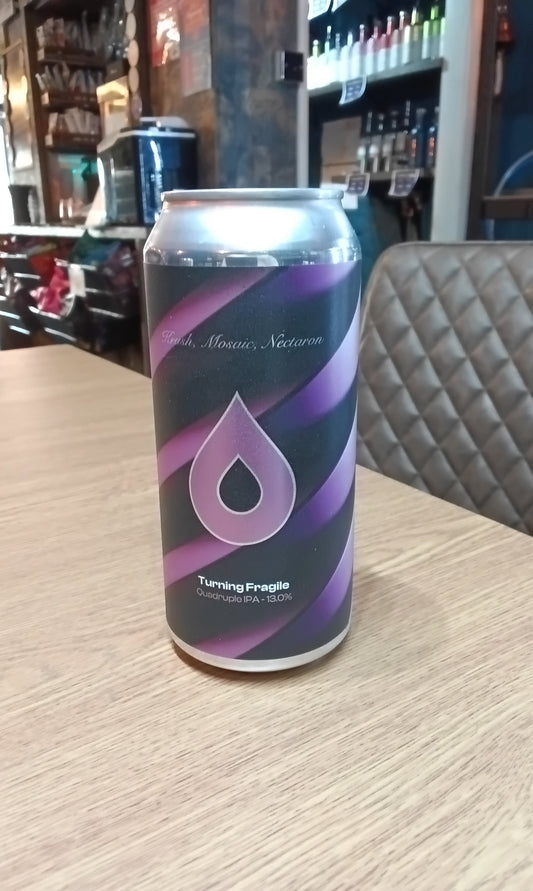 Krush, Mosaic, Nectaron
Turning Fragile
Quadruple IPA - 13.0%